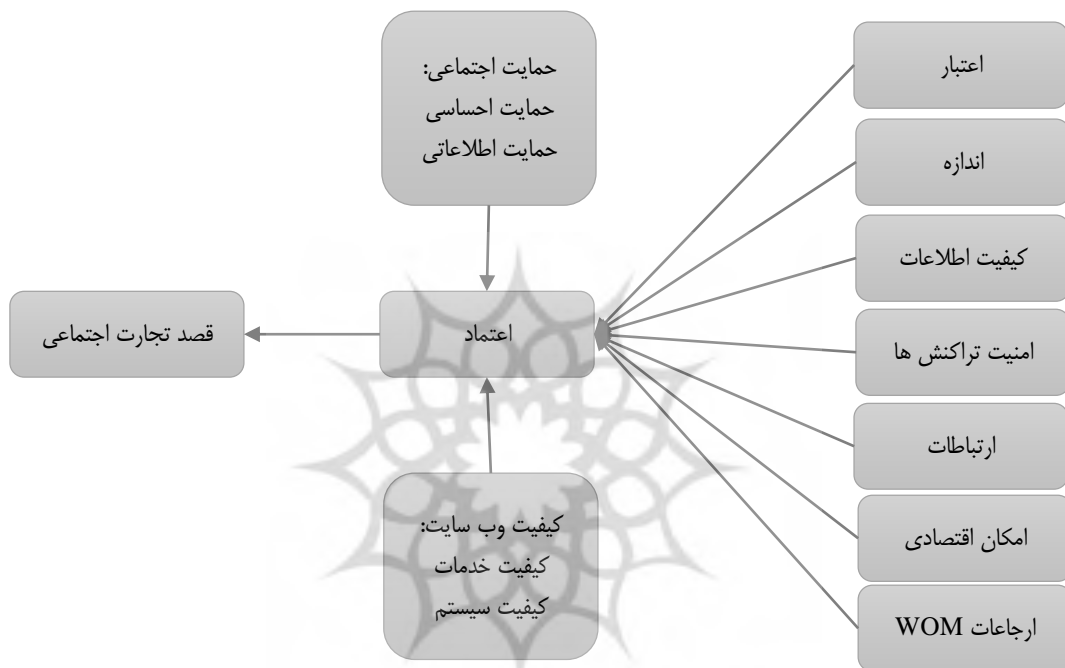 حمایت اجتماعی:
حمایت احساسی
حمایت اطلاعاتی
اعتبار
اندازه
کیفیت اطلاعات
امنیت تراکنش ها
ارتباطات
امکان اقتصادی
ارجاعات WOM
اعتماد
قصد تجارت اجتماعی
کیفیت وب سایت:
کیفیت خدمات
کیفیت سیستم